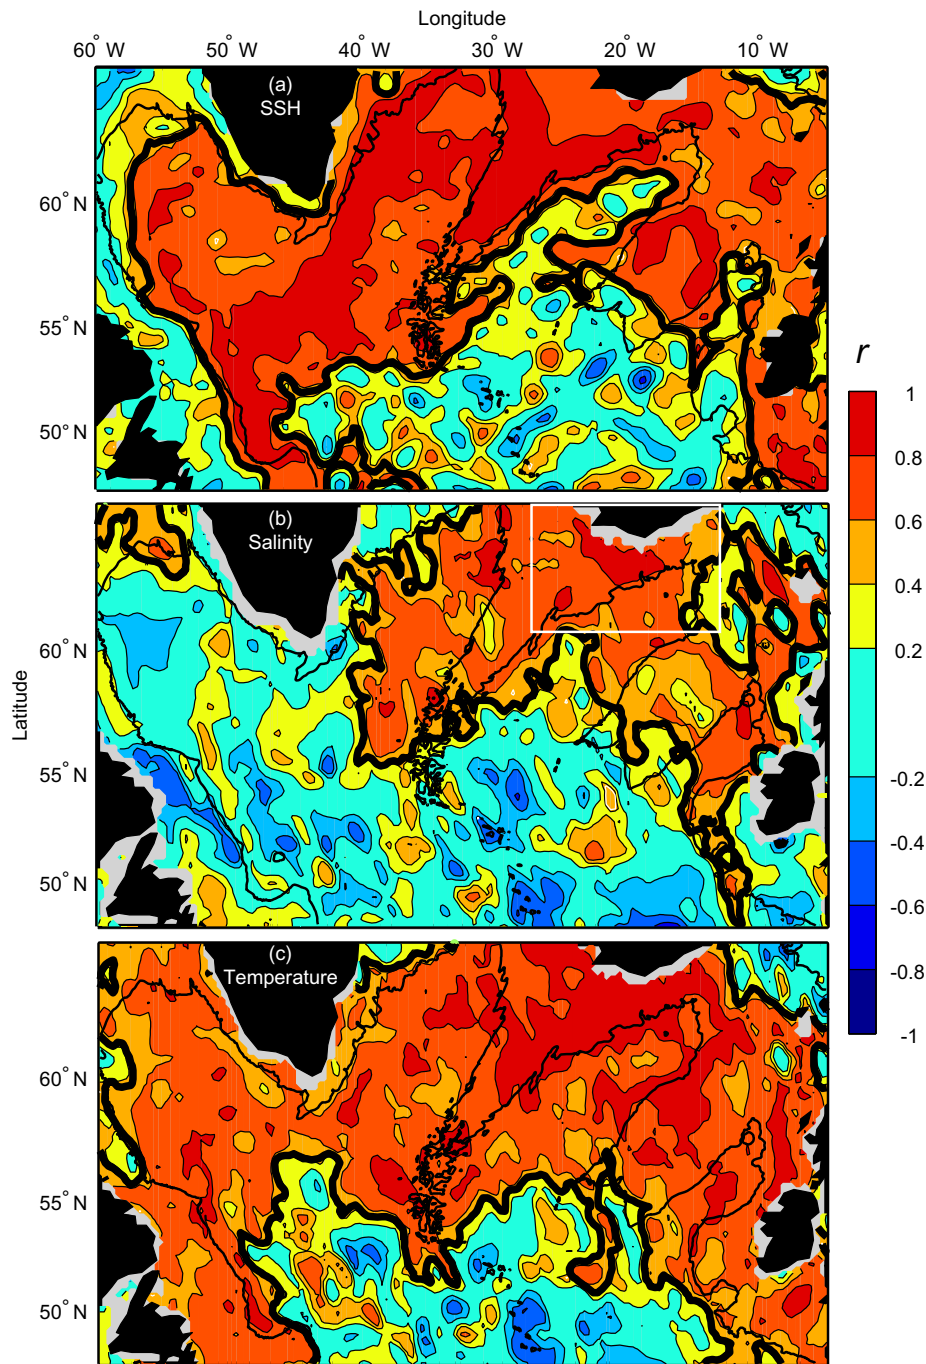 Longitude
60° W 50° W 40° W 30° W 20° W 10° W
(a)
SSH
60° N
55° N
50° N
r
1
0.8
0.6
0.4
0.2
-0.2
-0.4
-0.6
-0.8
-1
(b)
Salinity
Latitude
60° N
55° N
50° N
(c)
Temperature
60° N
55° N
50° N